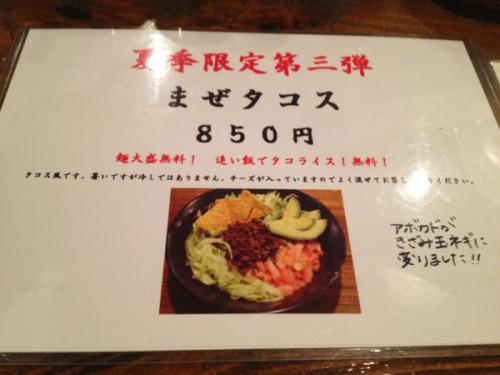 夏季限定第三弾
まぜタコス
850円
麺大盛無料! 追い飯でタコライス!無料!
タコス風です。暑いですが冷しではありません。チーズが入っていますのでよく混ぜてお召し上がりください。
アボカドが
きざみ玉ネギに
変りました!!